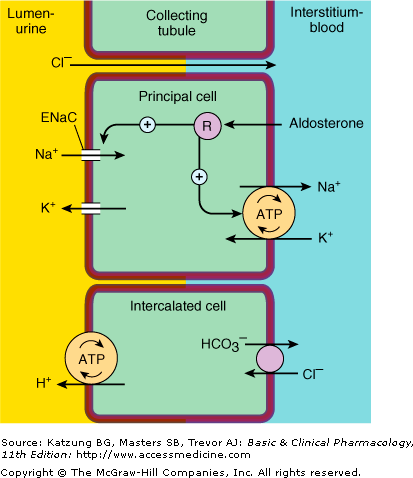 Lumen-
urine
Collecting
tubule
Interstitium-
blood
Cl⁻
Principal cell
ENaC
+
R
Aldosterone
Na⁺
+
Na⁺
K⁺
ATP
K⁺
Intercalated cell
HCO₃⁻
ATP
Cl⁻
H⁺
Source: Katzung BG, Masters SB, Trevor AJ: Basic & Clinical Pharmacology,
11th Edition: http://www.accessmedicine.com
Copyright © The McGraw-Hill Companies, Inc. All rights reserved.